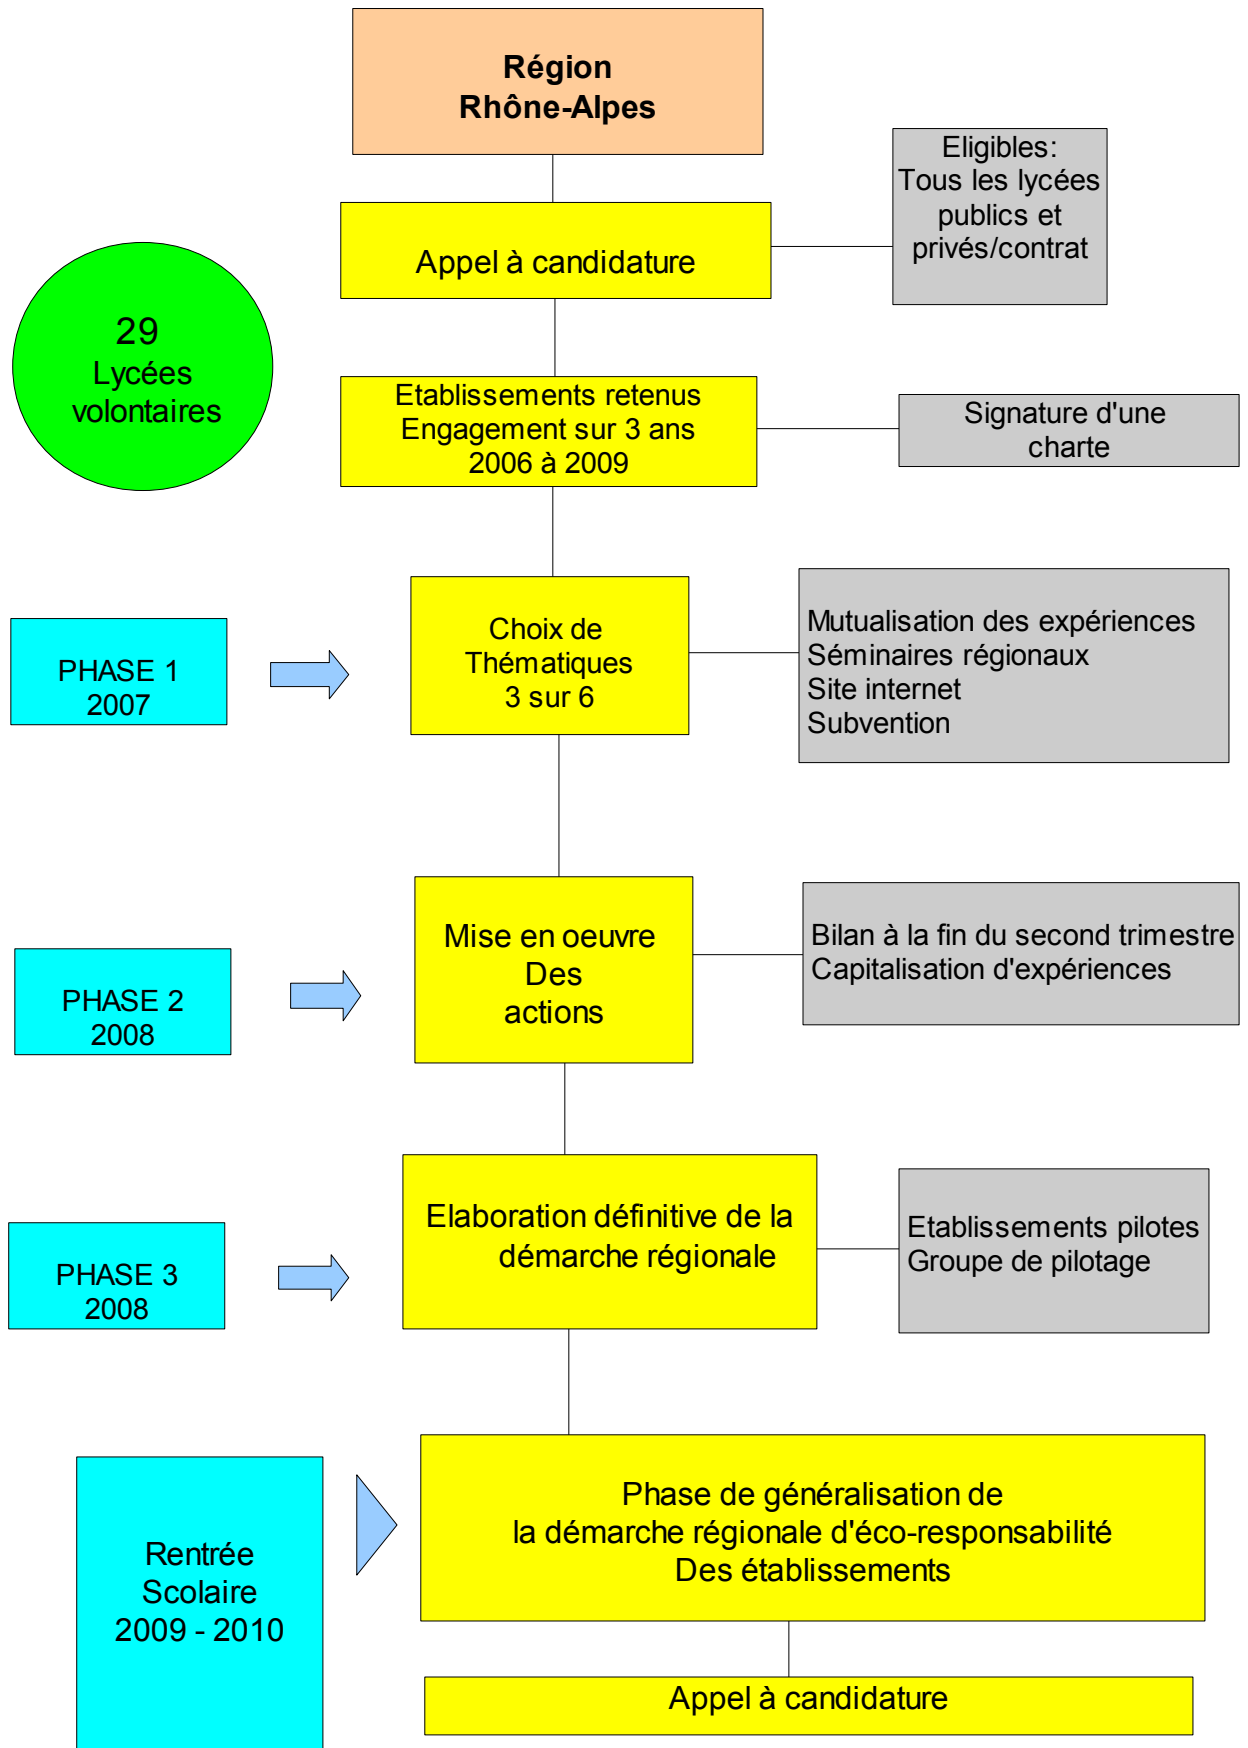 Région
Rhône-Alpes
Eligibles:
Tous les lycées
publics et
privés/contrat
Appel à candidature
29
Lycées
volontaires
Etablissements retenus
Engagement sur 3 ans
2006 à 2009
Signature d'une
charte
PHASE 1
2007
Choix de
Thématiques
3 sur 6
Mutualisation des expériences
Séminaires régionaux
Site internet
Subvention
PHASE 2
2008
Mise en oeuvre
Des
actions
Bilan à la fin du second trimestre
Capitalisation d'expériences
PHASE 3
2008
Elaboration définitive de la
démarche régionale
Etablissements pilotes
Groupe de pilotage
Rentrée
Scolaire
2009 - 2010
Phase de généralisation de
la démarche régionale d'éco-responsabilité
Des établissements
Appel à candidature